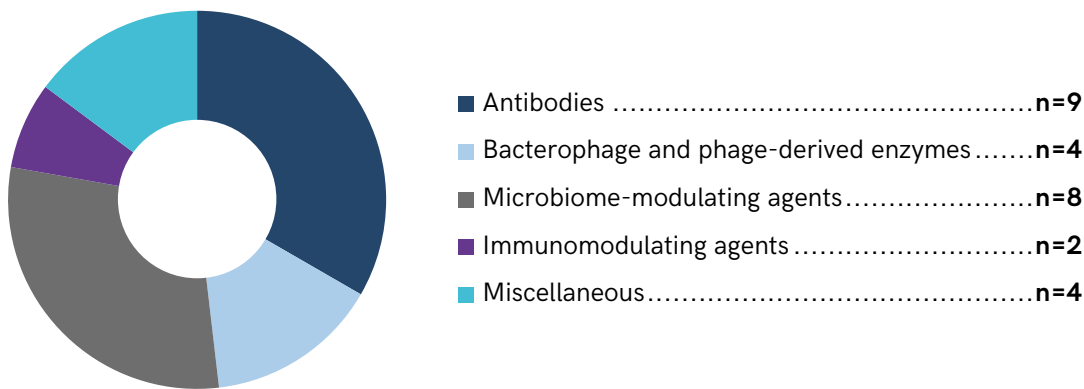 Antibodies ................................................ n=9
Bacterophage and phage-derived enzymes ....... n=4
Microbiome-modulating agents ...................... n=8
Immunomodulating agents ............................. n=2
Miscellaneous .............................................. n=4